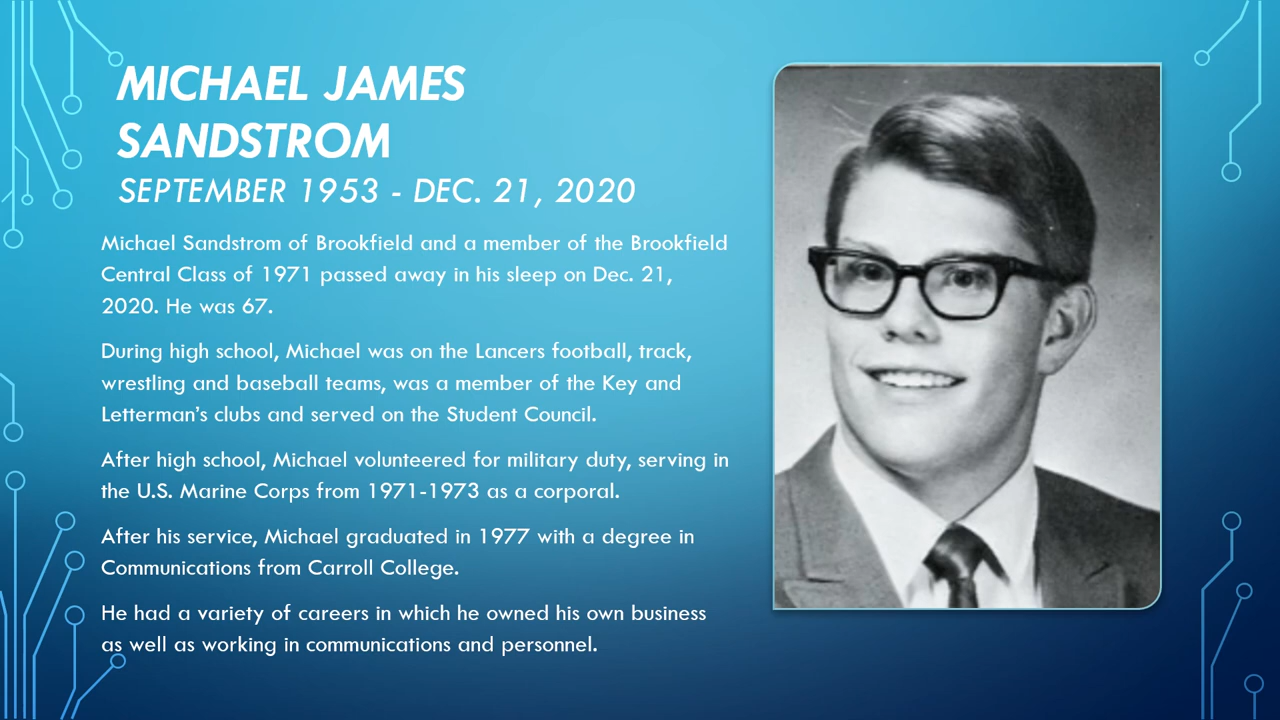 MICHAEL JAMES
SANDSTROM
SEPTEMBER 1953 - DEC. 21, 2020
Michael Sandstrom of Brookfield and a member of the Brookfield
Central Class of 1971 passed away in his sleep on Dec. 21,
2020. He was 67.
During high school, Michael was on the Lancers football, track,
wrestling and baseball teams, was a member of the Key and
Letterman’s clubs and served on the Student Council.
After high school, Michael volunteered for military duty, serving in
the U.S. Marine Corps from 1971-1973 as a corporal.
After his service, Michael graduated in 1977 with a degree in
Communications from Carroll College.
He had a variety of careers in which he owned his own business
as well as working in communications and personnel.